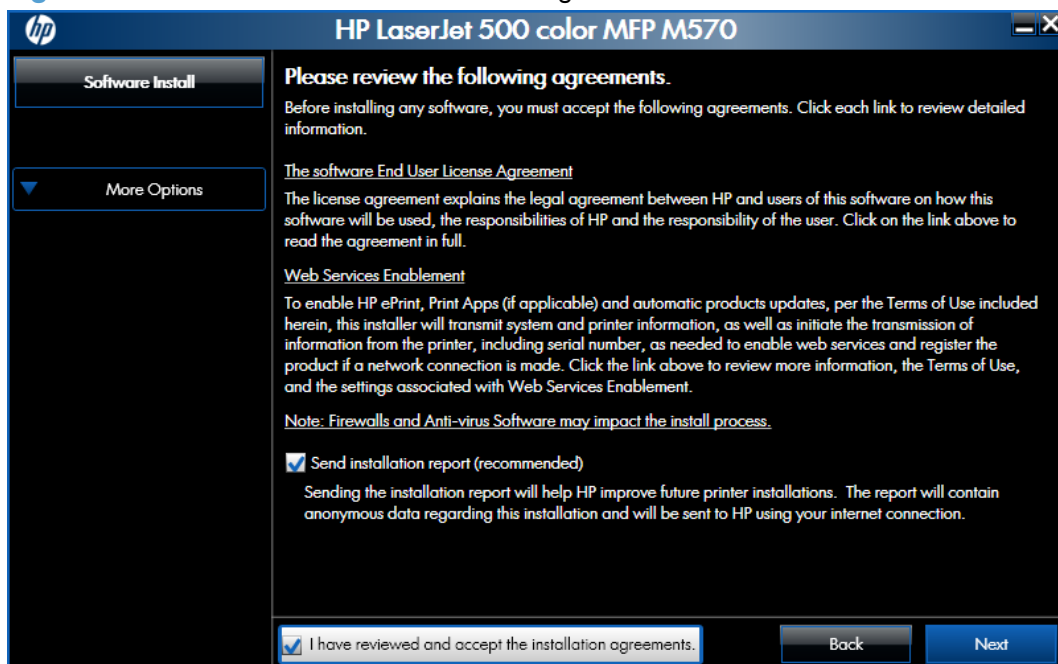 hp
HP LaserJet 500 color MFP M570
Software Install
More Options
Please review the following agreements.
Before installing any software, you must accept the following agreements. Click each link to review detailed
information.
The software End User License Agreement
The license agreement explains the legal agreement between HP and users of this software on how this
software will be used, the responsibilities of HP and the responsibility of the user. Click on the link above to
read the agreement in full.
Web Services Enablement
To enable HP ePrint, Print Apps (if applicable) and automatic products updates, per the Terms of Use included
herein, this installer will transmit system and printer information, as well as initiate the transmission of
information from the printer, including serial number, as needed to enable web services and register the
product if a network connection is made. Click the link above to review more information, the Terms of Use,
and the settings associated with Web Services Enablement.
Note: Firewalls and Anti-virus Software may impact the install process.
Send installation report (recommended)
Sending the installation report will help HP improve future printer installations. The report will contain
anonymous data regarding this installation and will be sent to HP using your internet connection.
I have reviewed and accept the installation agreements.
Back
Next